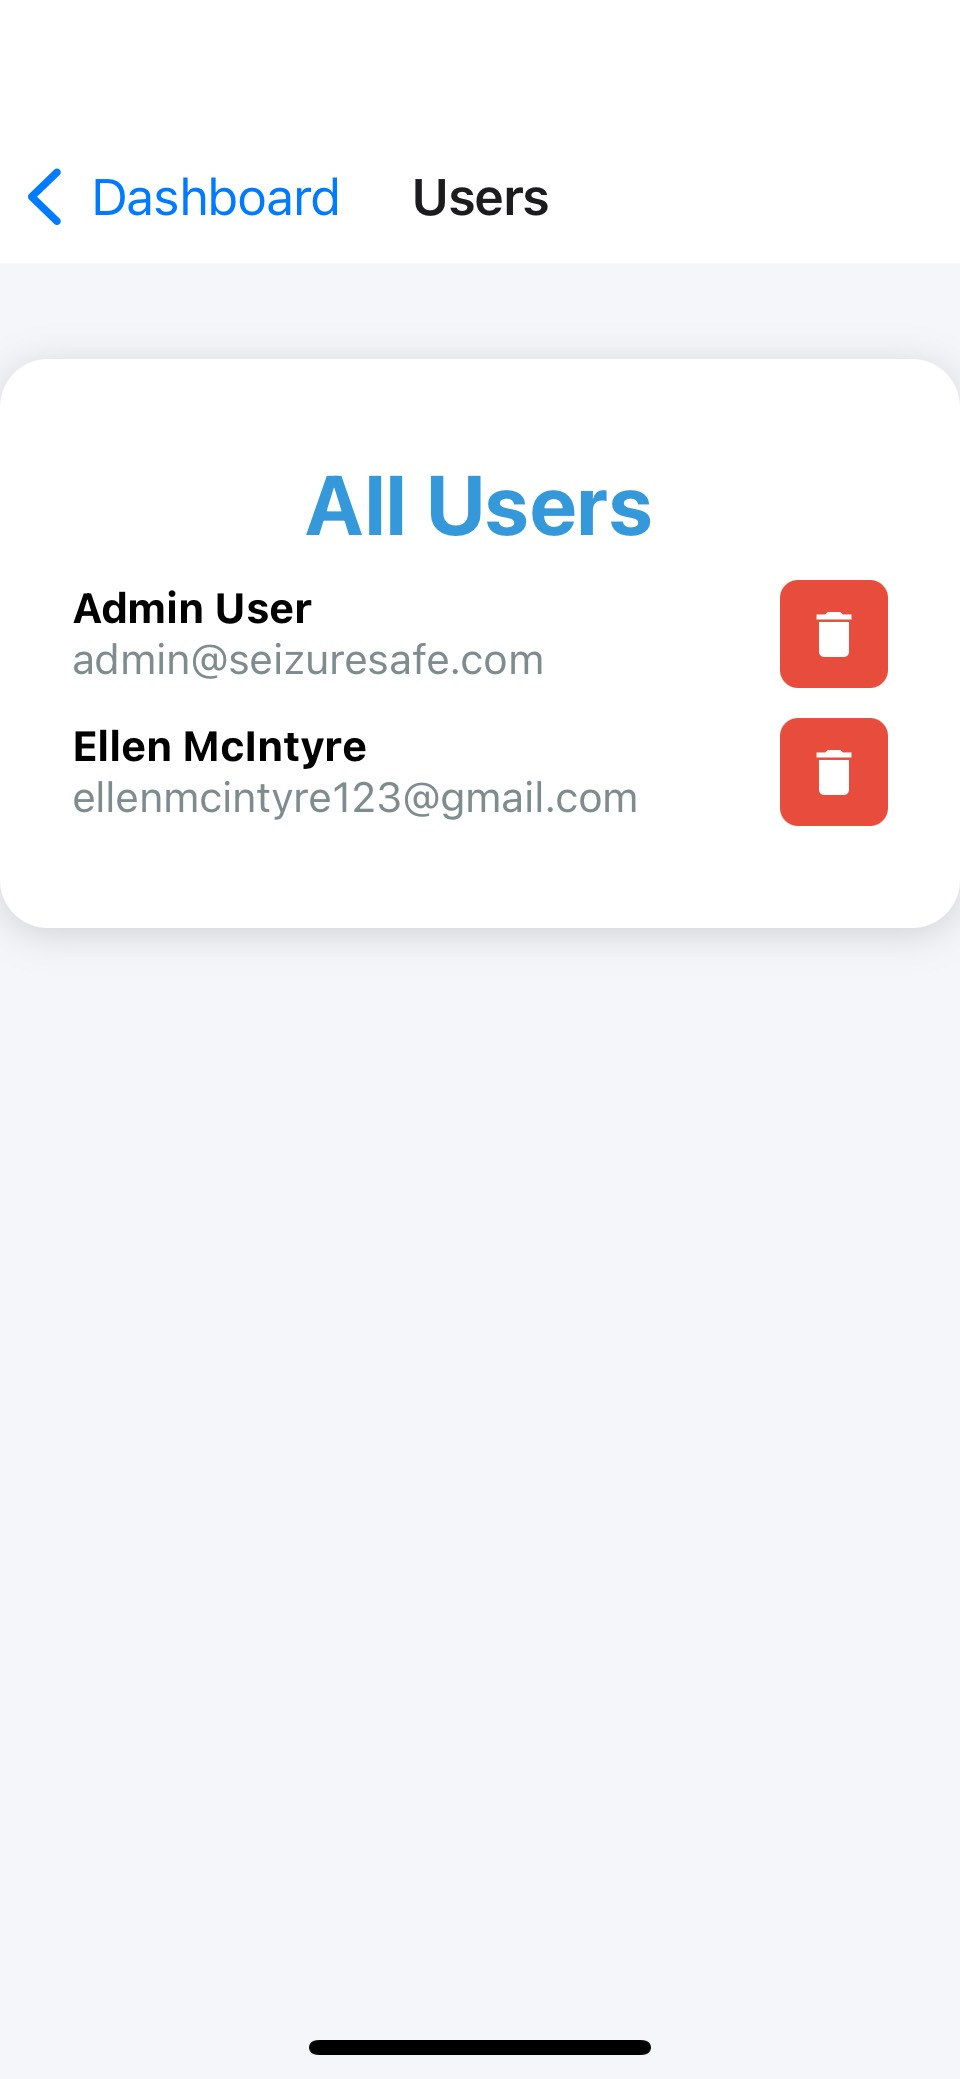 Dashboard Users
All Users
Admin User
admin@seizuresafe.com
Ellen McIntyre
ellenmcintyre123@gmail.com